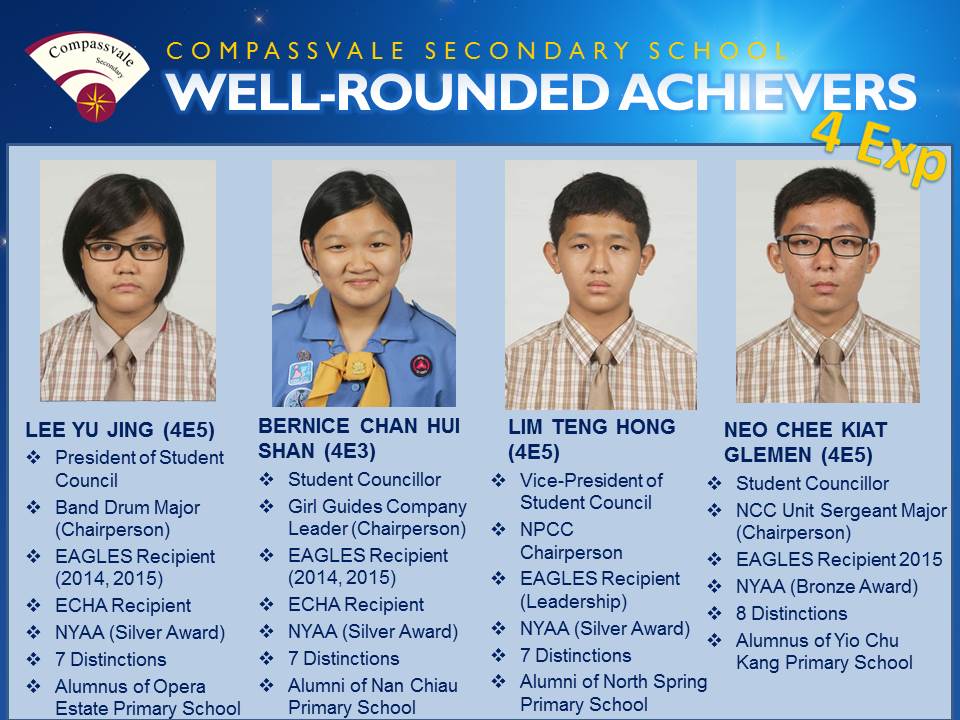 Compassvale
Secondary
COMPASSVALE SECONDARY SCHOOL
WELL-ROUNDED ACHIEVERS
4 Exp
LEE YU JING (4E5)
❖ President of Student
Council
❖ Band Drum Major
(Chairperson)
❖ EAGLES Recipient
(2014, 2015)
❖ ECHA Recipient
❖ NYAA (Silver Award)
❖ 7 Distinctions
❖ Alumnus of Opera
Estate Primary School
BERNICE CHAN HUI
SHAN (4E3)
❖ Student Councillor
❖ Girl Guides Company
Leader (Chairperson)
❖ EAGLES Recipient
(2014, 2015)
❖ ECHA Recipient
❖ NYAA (Silver Award)
❖ 7 Distinctions
❖ Alumni of Nan Chiau
Primary School
LIM TENG HONG
(4E5)
❖ Vice-President of
Student Council
❖ NPCC
Chairperson
❖ EAGLES Recipient
(Leadership)
❖ NYAA (Silver Award)
❖ 7 Distinctions
❖ Alumni of North Spring
Primary School
NEO CHEE KIAT
GLEMEN (4E5)
❖ Student Councillor
❖ NCC Unit Sergeant Major
(Chairperson)
❖ EAGLES Recipient 2015
❖ NYAA (Bronze Award)
❖ 8 Distinctions
❖ Alumnus of Yio Chu
Kang Primary School